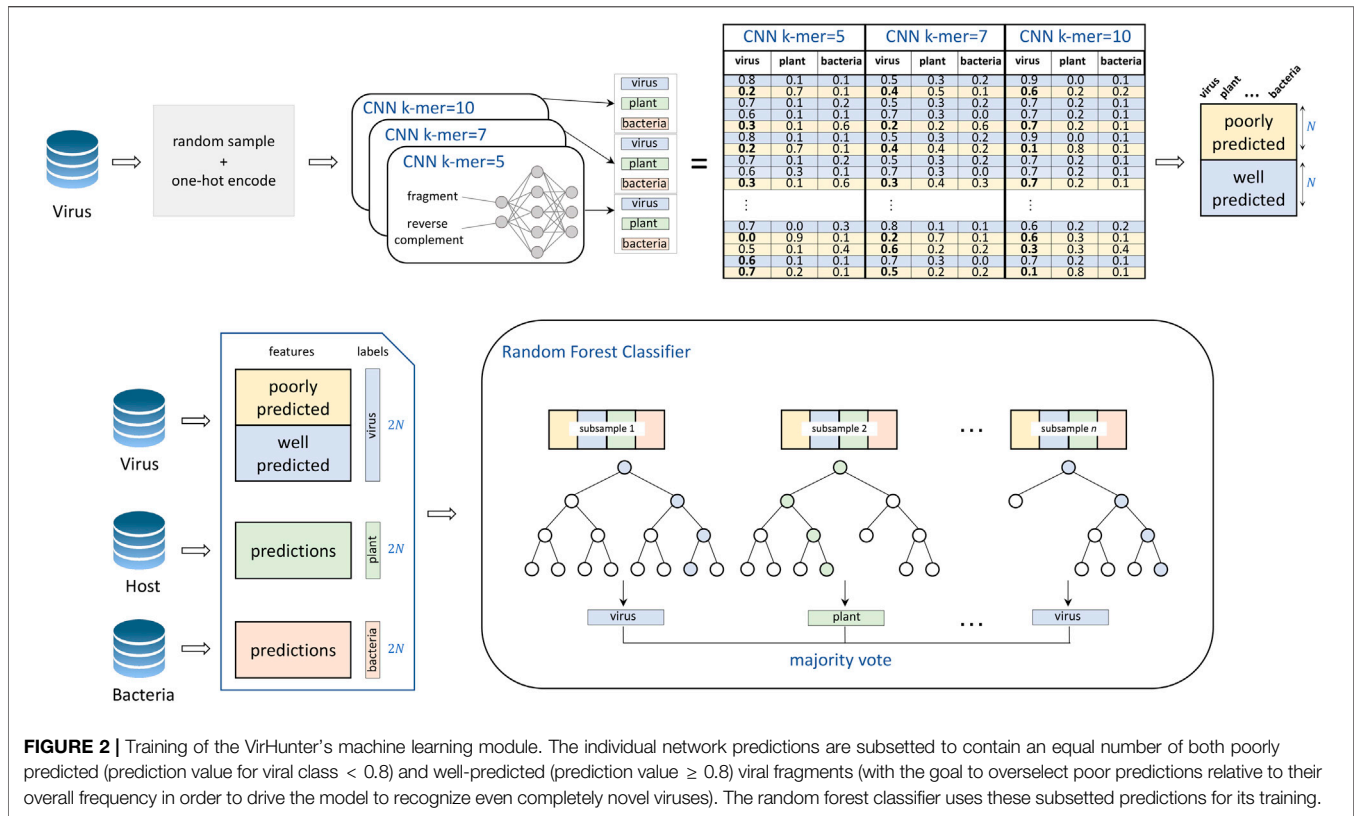 CNN k-mer=5 CNN k-mer=7 CNN k-mer=10
virus plant bacteria virus plant bacteria virus plant bacteria
0.8 0.1 0.1 0.5 0.3 0.2 0.9 0.0 0.1
0.2 0.7 0.1 0.4 0.5 0.1 0.6 0.2 0.2
0.7 0.1 0.2 0.5 0.3 0.2 0.7 0.2 0.1
0.6 0.1 0.1 0.7 0.3 0.0 0.7 0.2 0.1
0.3 0.1 0.6 0.2 0.2 0.6 0.7 0.2 0.1
0.8 0.1 0.1 0.5 0.3 0.2 0.9 0.0 0.1
0.2 0.7 0.1 0.4 0.4 0.2 0.1 0.8 0.1
0.7 0.1 0.2 0.5 0.3 0.2 0.7 0.2 0.1
0.6 0.3 0.1 0.7 0.3 0.0 0.7 0.2 0.1
0.3 0.1 0.6 0.3 0.4 0.3 0.7 0.2 0.1
⋮ ⋮ ⋮
0.7 0.0 0.3 0.8 0.1 0.1 0.6 0.2 0.2
0.0 0.9 0.1 0.2 0.7 0.1 0.6 0.3 0.1
0.5 0.1 0.4 0.6 0.2 0.2 0.3 0.3 0.4
0.6 0.1 0.1 0.7 0.3 0.0 0.7 0.2 0.1
0.7 0.2 0.1 0.5 0.2 0.2 0.1 0.8 0.1
Virus
random sample
+
one-hot encode
CNN k-mer=10
CNN k-mer=7
CNN k-mer=5
fragment
reverse
complement
virus
plant
bacteria
virus
plant
bacteria
virus
plant
bacteria
=
virus plant ... bacteria
poorly
predicted
N
well
predicted
N
features labels
poorly
predicted
well
predicted
virus
2N
Virus
predictions
plant
2N
Host
predictions
bacteria
2N
Bacteria
Random Forest Classifier
subsample 1 subsample 2 ... subsample n
virus plant ... virus
majority vote
FIGURE 2 | Training of the VirHunter's machine learning module. The individual network predictions are subsetted to contain an equal number of both poorly
predicted (prediction value for viral class < 0.8) and well-predicted (prediction value ≥ 0.8) viral fragments (with the goal to overselect poor predictions relative to their
overall frequency in order to drive the model to recognize even completely novel viruses). The random forest classifier uses these subsetted predictions for its training.